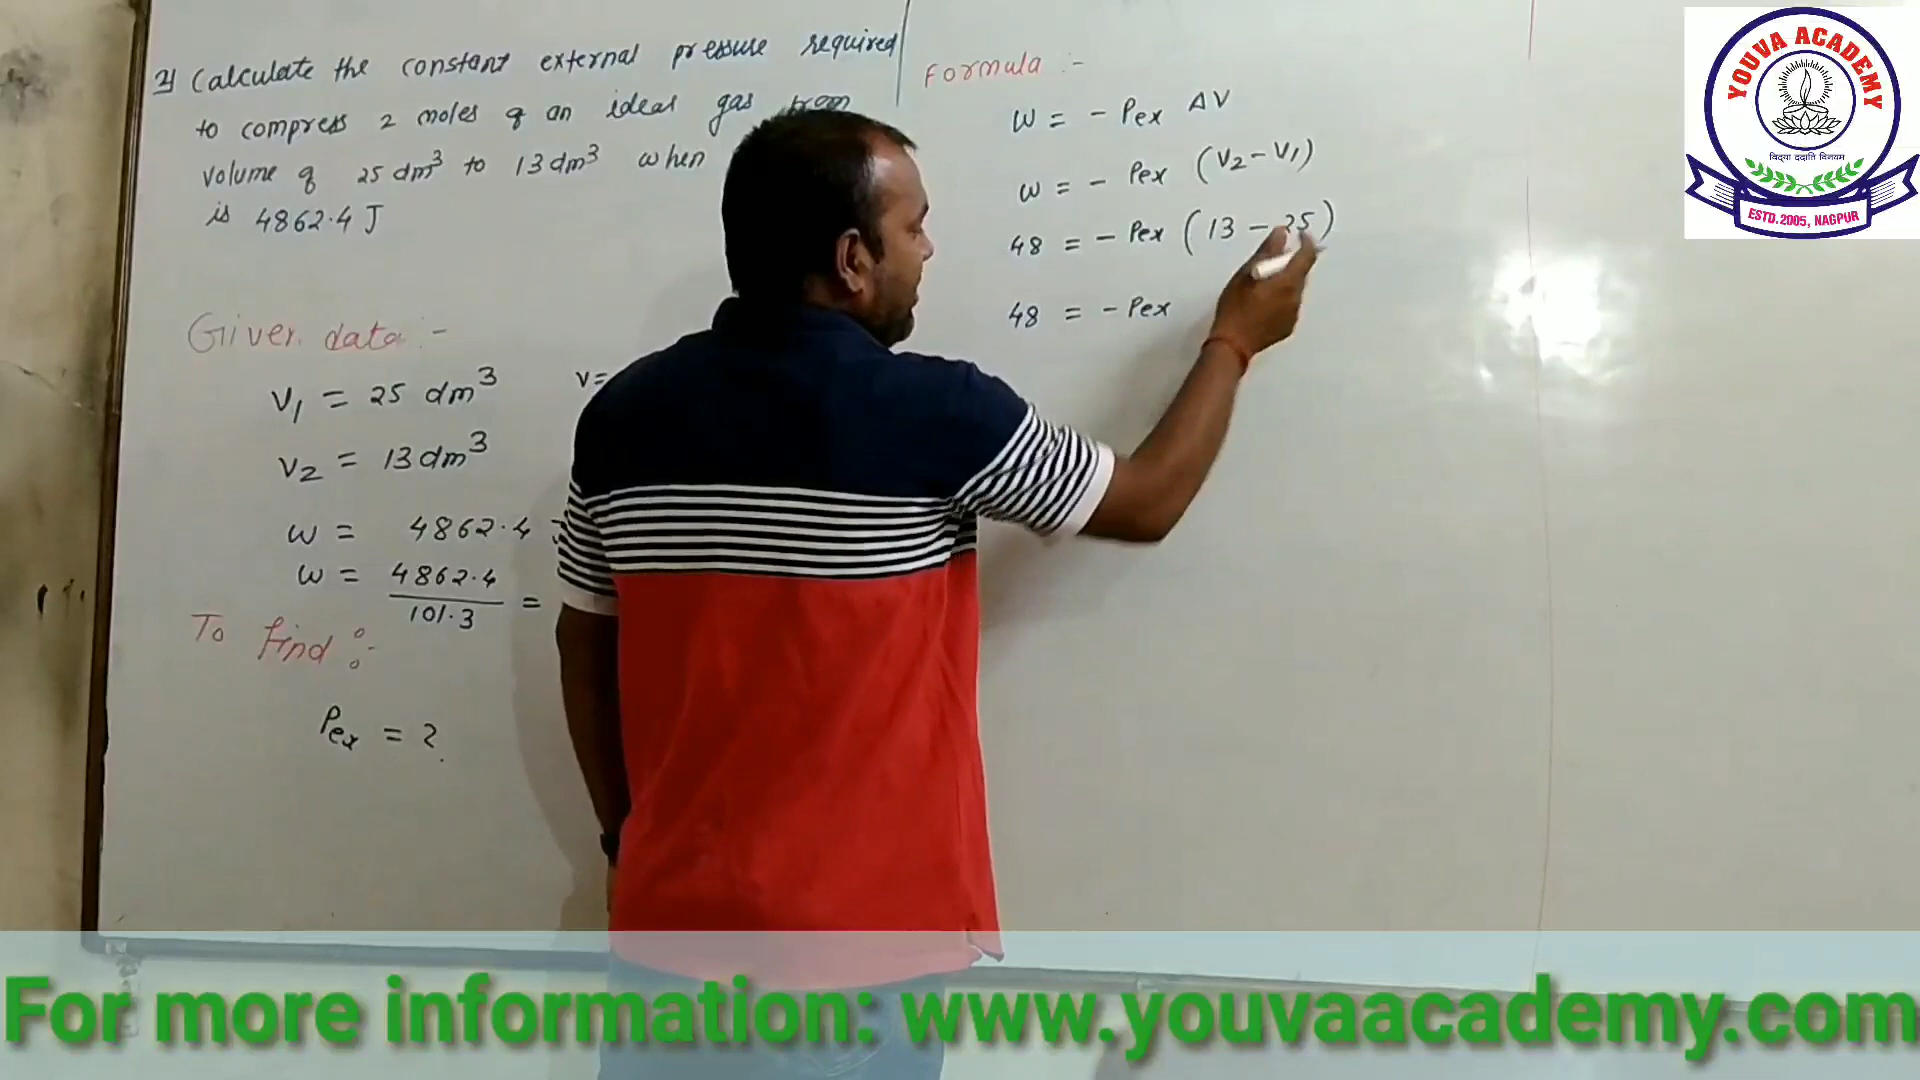 2) Calculate the constant external pressure required
to compress 2 moles of an ideal gas from
volume of 25 dm³ to 13 dm³ when
is 4862.4 J
Given data :-
V₁ = 25 dm³
V₂ = 13 dm³
W = 4862.4 J
W = 4862.4 / 101.3 =
V=
To find :-
Pex = ?
Formula :-
W = - Pex ΔV
W = - Pex (V₂ - V₁)
48 = - Pex (13 - 25)
48 = - Pex
YOUVA ACADEMY
विद्या ददाति विनयम
ESTD. 2005, NAGPUR
For more information: www.youvaacademy.com